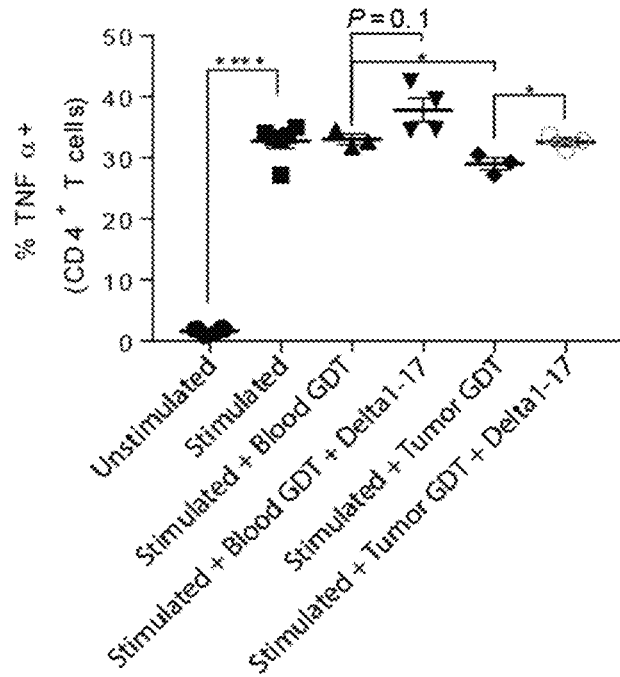 P = 0.1
****
*
*
% TNF α+
(CD4+ T cells)
50
40
30
20
10
0
Unstimulated
Stimulated
Stimulated + Blood GDT
Stimulated + Blood GDT + Delta1-17
Stimulated + Tumor GDT
Stimulated + Tumor GDT + Delta1-17